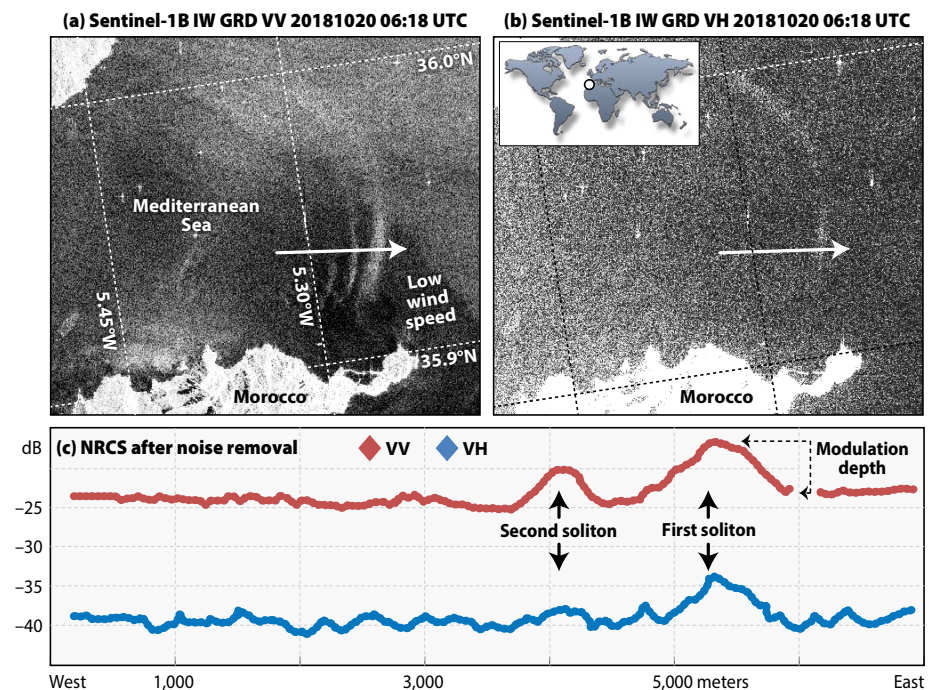 (a) Sentinel-1B IW GRD VV 20181020 06:18 UTC
(b) Sentinel-1B IW GRD VH 20181020 06:18 UTC
36.0°N
Mediterranean
Sea
5.45°W
5.30°W
Low
wind
speed
35.9°N
Morocco
Morocco
dB
(c) NRCS after noise removal
VV
VH
Modulation
depth
−25
Second soliton
First soliton
−30
−35
−40
West
1,000
3,000
5,000 meters
East